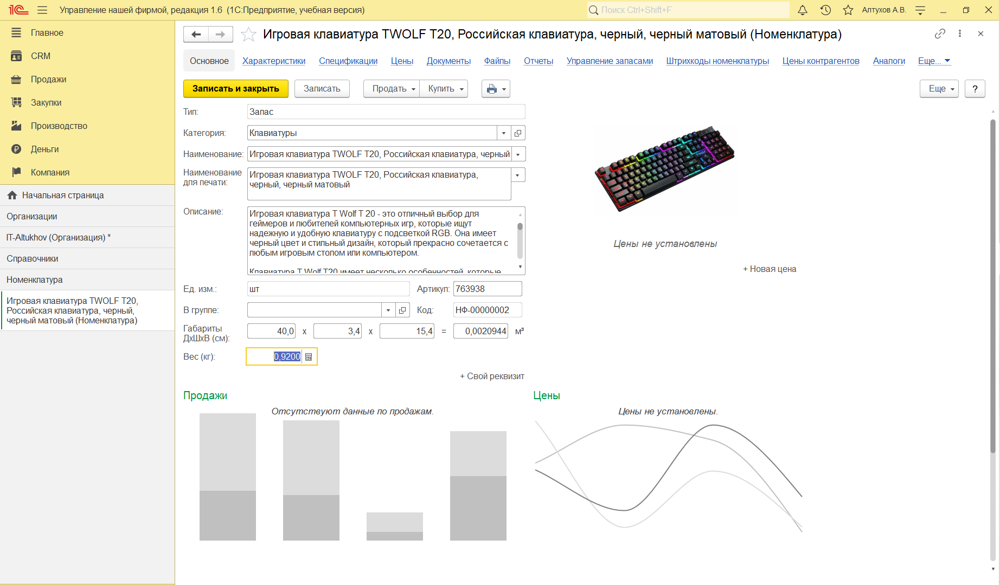 1С Управление нашей фирмой, редакция 1.6 (1С:Предприятие, учебная версия) Поиск Ctrl+Shift+F Алтухов А.В.
Главное
CRM
Продажи
Закупки
Производство
Деньги
Компания
Начальная страница
Организации
IT-Altukhov (Организация) *
Справочники
Номенклатура
Игровая клавиатура TWOLF T20,
Российская клавиатура, черный,
черный матовый (Номенклатура)
Игровая клавиатура TWOLF T20, Российская клавиатура, черный, черный матовый (Номенклатура)
Основное Характеристики Спецификации Цены Документы Файлы Отчеты Управление запасами Штрихкоды номенклатуры Цены контрагентов Аналоги Еще...
Записать и закрыть Записать Продать Купить Еще ?
Тип: Запас
Категория: Клавиатуры
Наименование: Игровая клавиатура TWOLF T20, Российская клавиатура, черный
Наименование
для печати:
Игровая клавиатура TWOLF T20, Российская клавиатура,
черный, черный матовый
Описание:
Игровая клавиатура T Wolf T 20 - это отличный выбор для
геймеров и любителей компьютерных игр, которые ищут
надежную и удобную клавиатуру с подсветкой RGB. Она имеет
черный цвет и стильный дизайн, который прекрасно сочетается с
любым игровым столом или компьютером.
Клавиатура T Wolf T20 имеет несколько особенностей, которые
Цены не установлены
+ Новая цена
Ед. изм.: шт Артикул: 763938
В группе: Код: НФ-00000002
Габариты
ДхШхВ (см):
40,0 x 3,4 x 15,4 = 0,0020944 м³
Вес (кг): 0,9200
+ Свой реквизит
Продажи
Отсутствуют данные по продажам.
Цены
Цены не установлены.